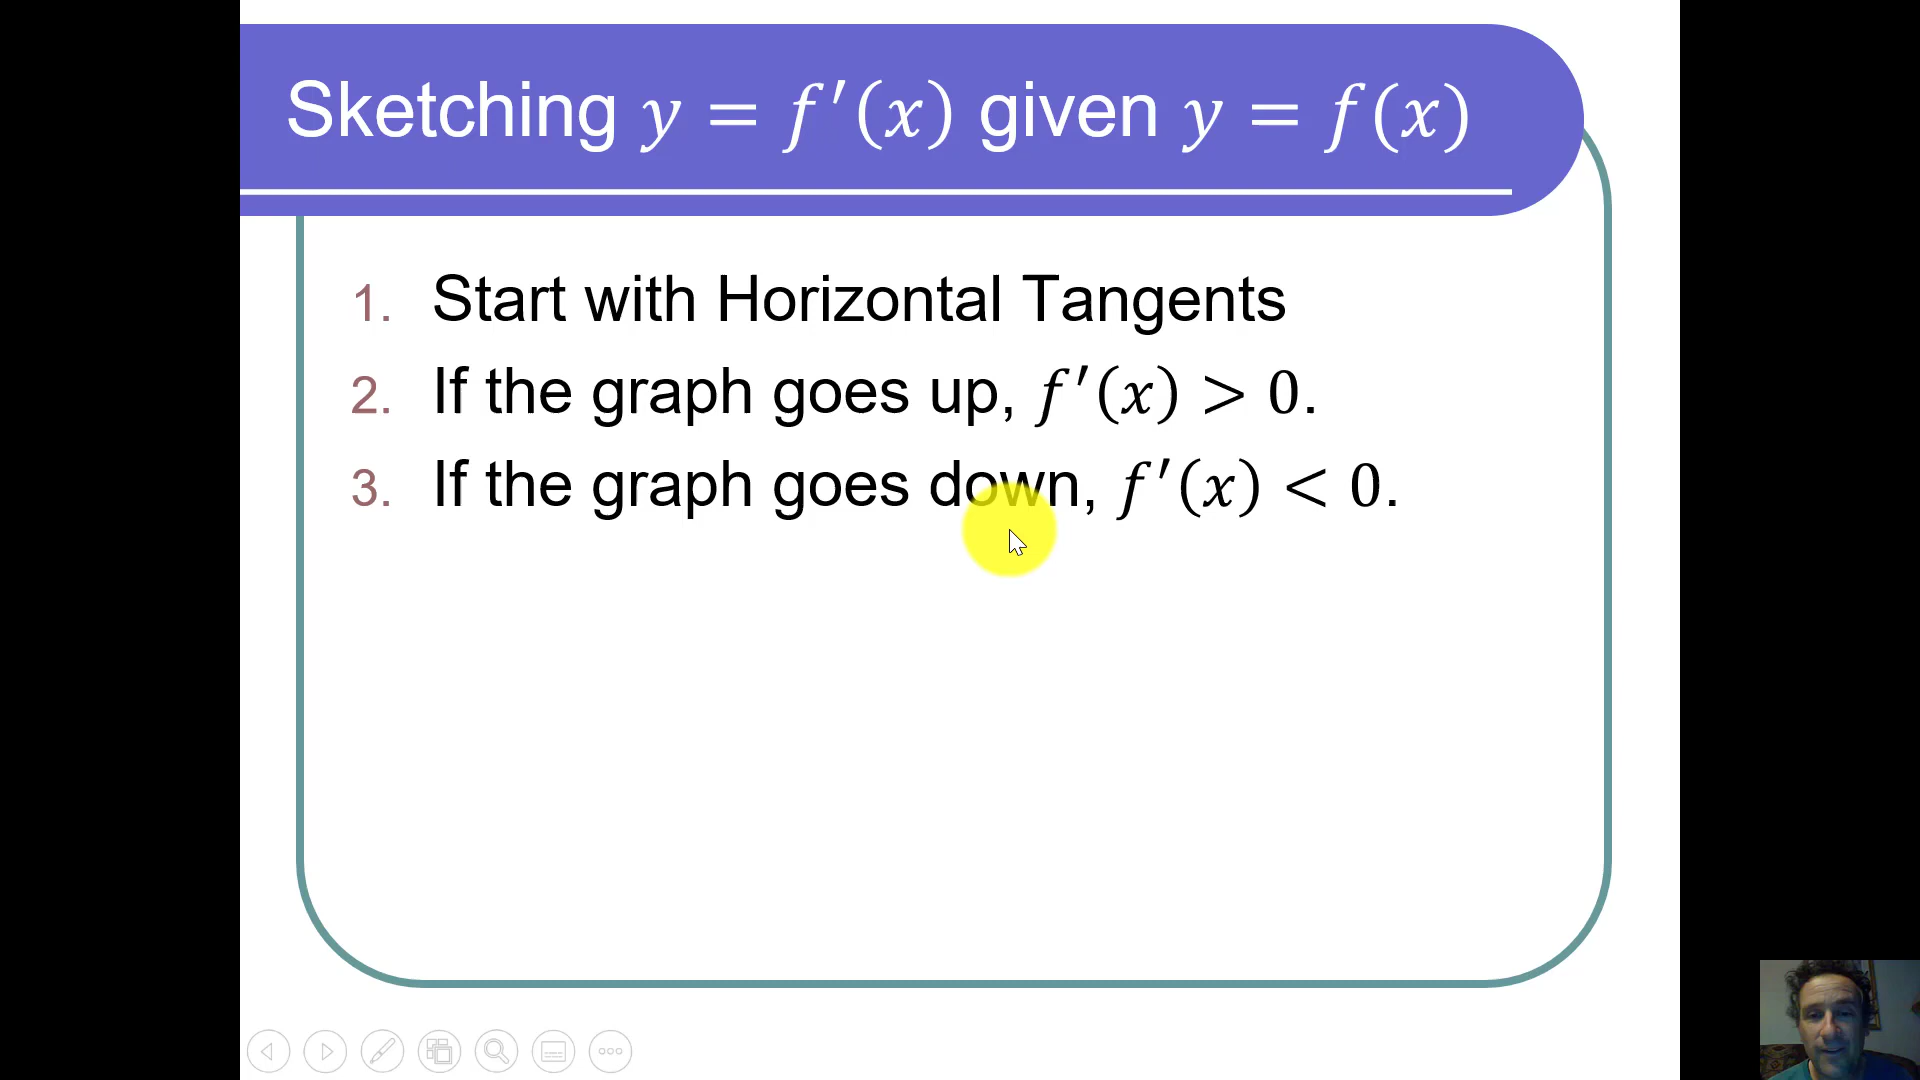 Sketching y = f′(x) given y = f(x)
1. Start with Horizontal Tangents
2. If the graph goes up, f′(x) > 0.
3. If the graph goes down, f′(x) < 0.